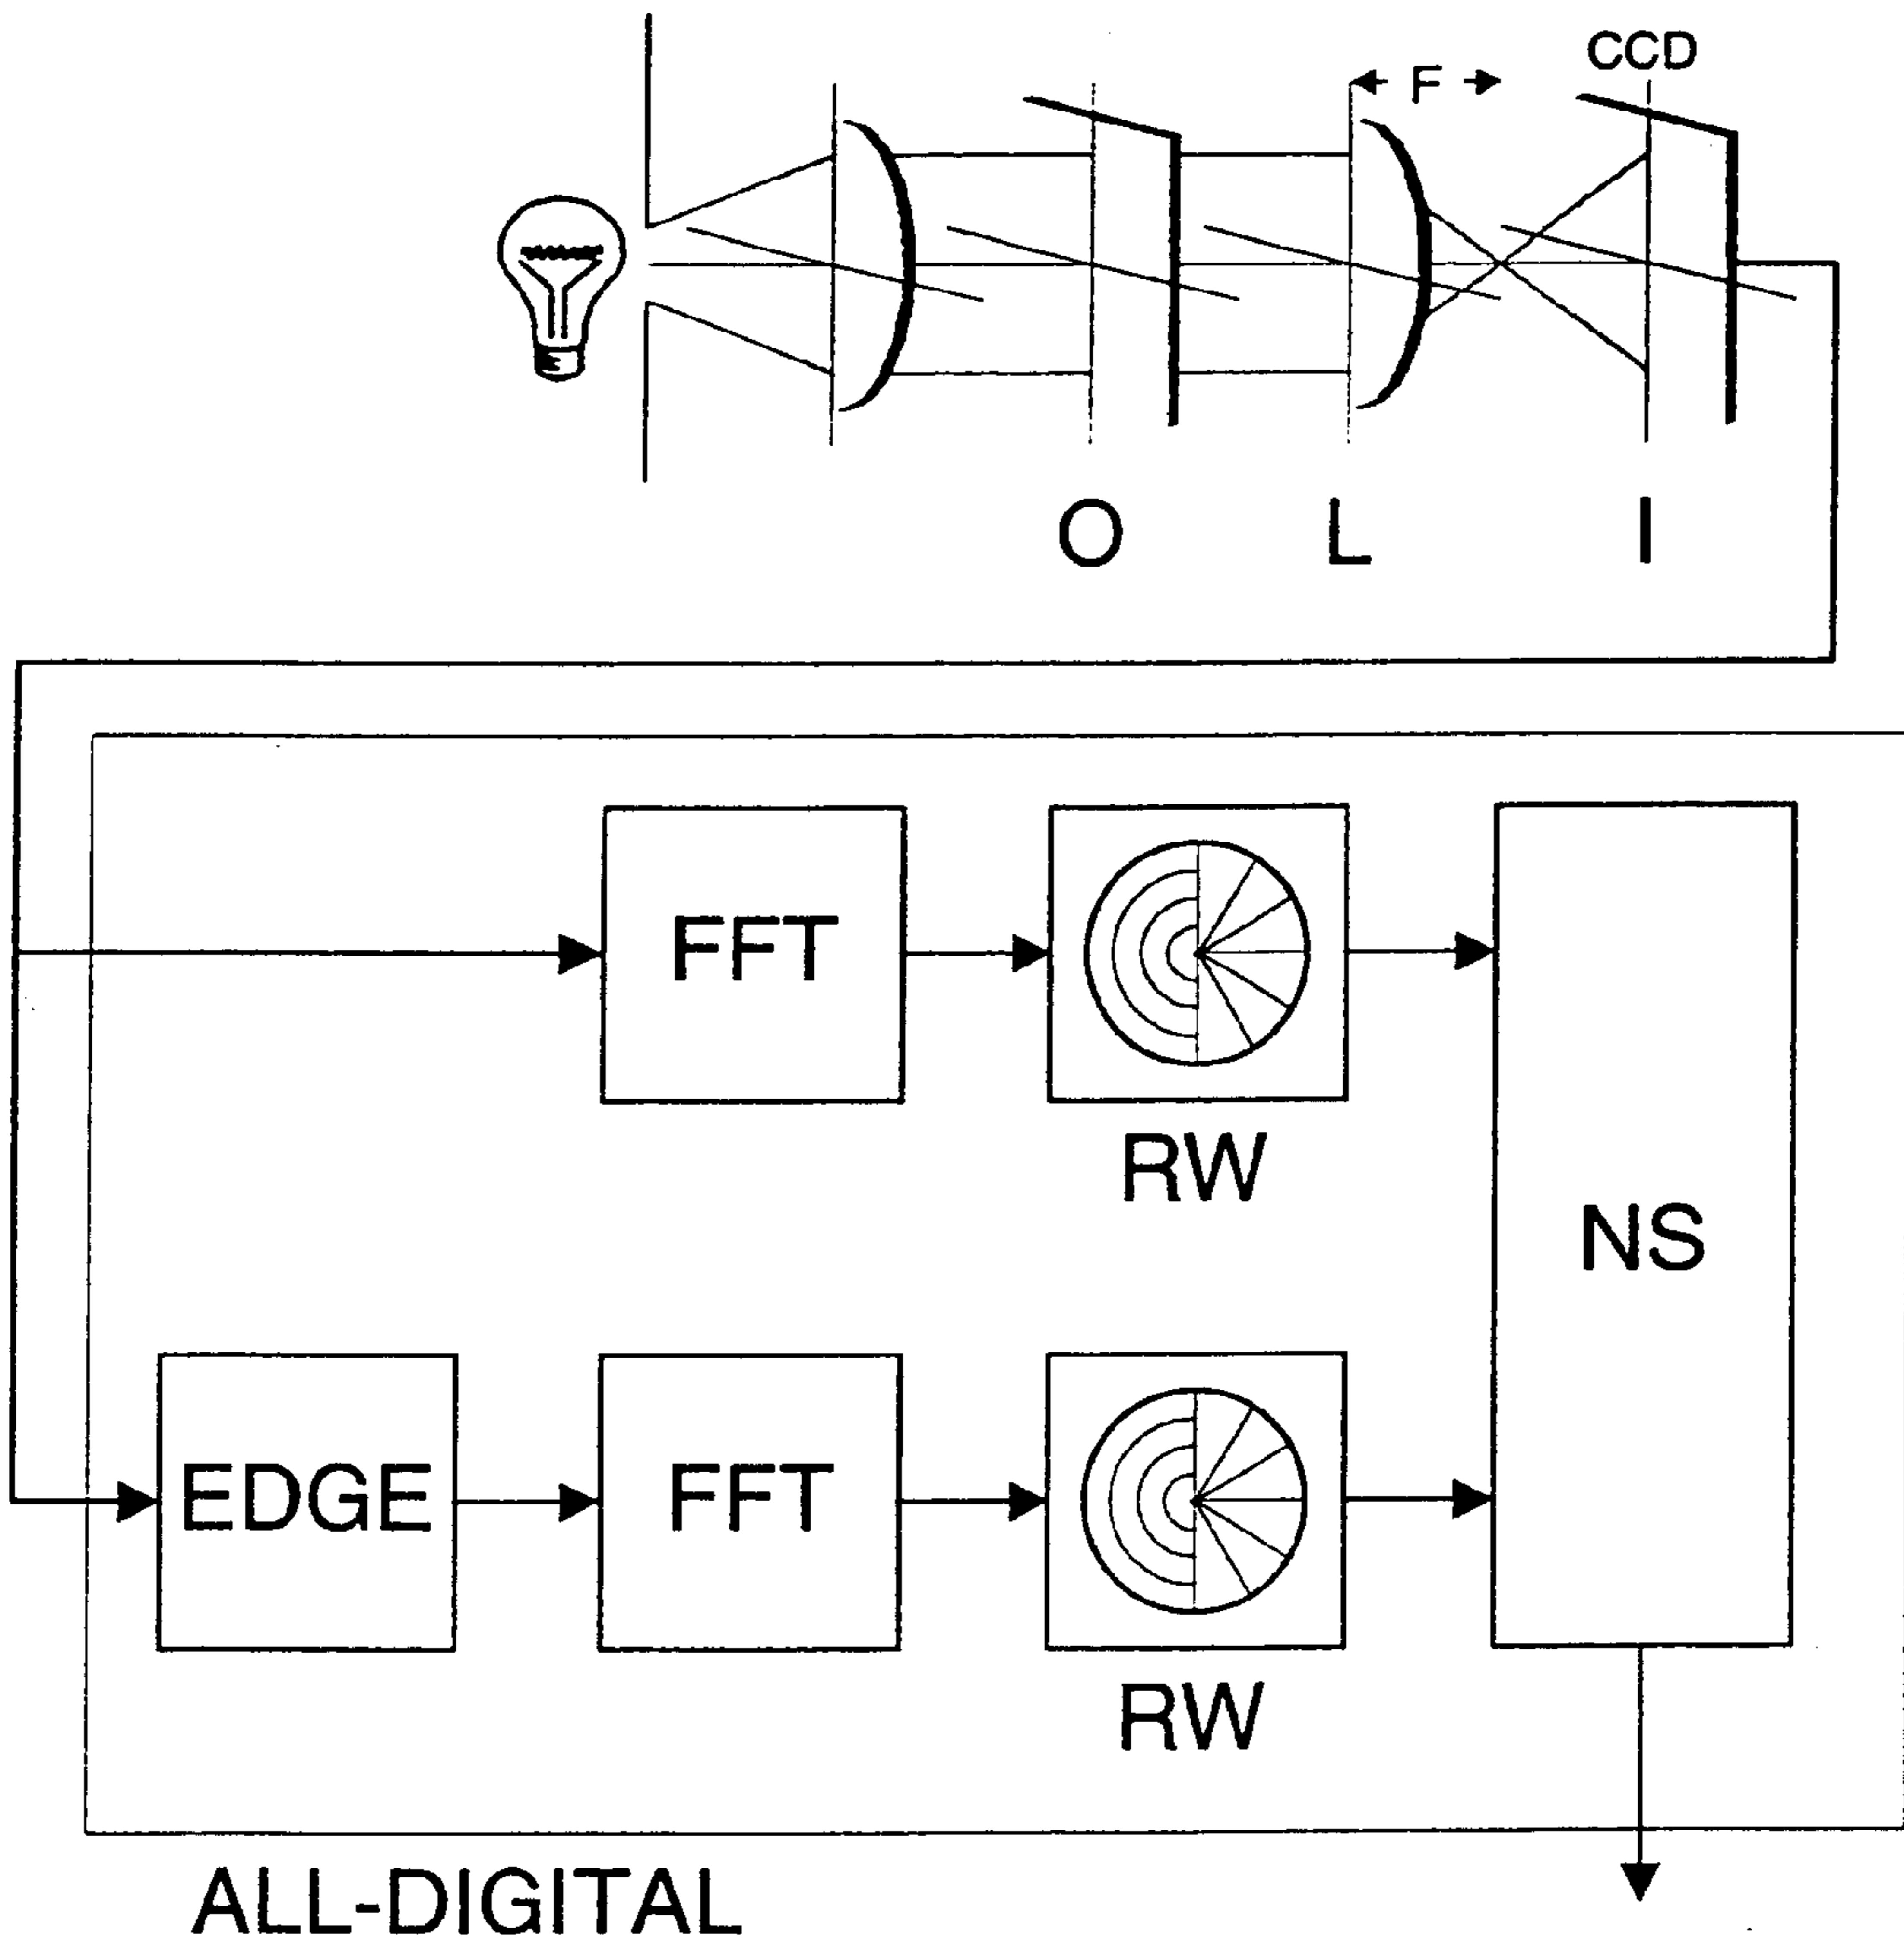 CCD
F
O L I
FFT
RW
NS
EDGE FFT
RW
ALL-DIGITAL